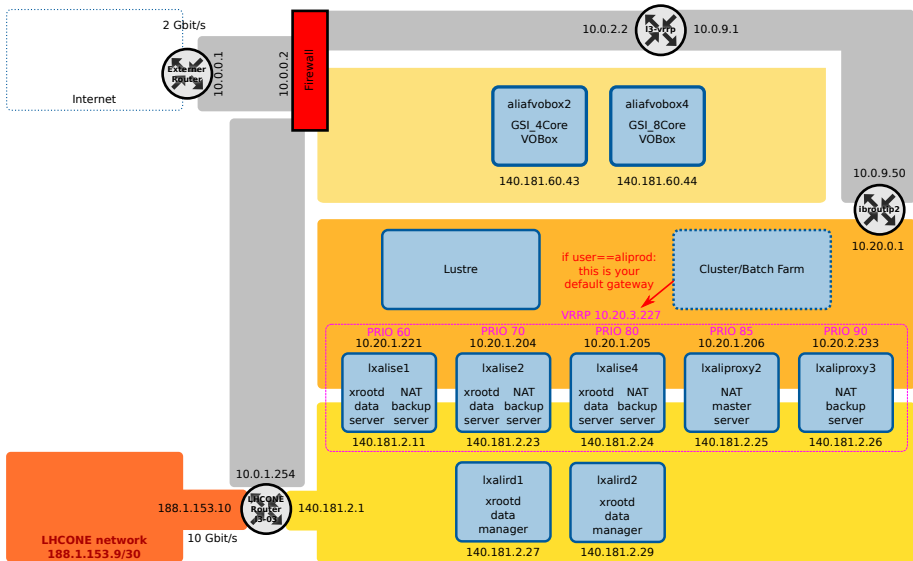 2 Gbit/s
Internet
Externer
Router
10.0.0.1
10.0.0.2
Firewall
10.0.2.2
l3-vrrp
10.0.9.1
aliafvobox2
GSI_4Core
VOBox
140.181.60.43
aliafvobox4
GSI_8Core
VOBox
140.181.60.44
10.0.9.50
ibroutip2
10.20.0.1
Lustre
if user==aliprod:
this is your
default gateway
Cluster/Batch Farm
VRRP 10.20.3.227
PRIO 60
10.20.1.221
lxalise1
xrootd NAT
data backup
server server
140.181.2.11
PRIO 70
10.20.1.204
lxalise2
xrootd NAT
data backup
server server
140.181.2.23
PRIO 80
10.20.1.205
lxalise4
xrootd NAT
data backup
server server
140.181.2.24
PRIO 85
10.20.1.206
lxaliproxy2
NAT
master
server
140.181.2.25
PRIO 90
10.20.2.233
lxaliproxy3
NAT
backup
server
140.181.2.26
10.0.1.254
188.1.153.10
LHCONE
Router
l3-03
140.181.2.1
10 Gbit/s
LHCONE network
188.1.153.9/30
lxalird1
xrootd
data
manager
140.181.2.27
lxalird2
xrootd
data
manager
140.181.2.29